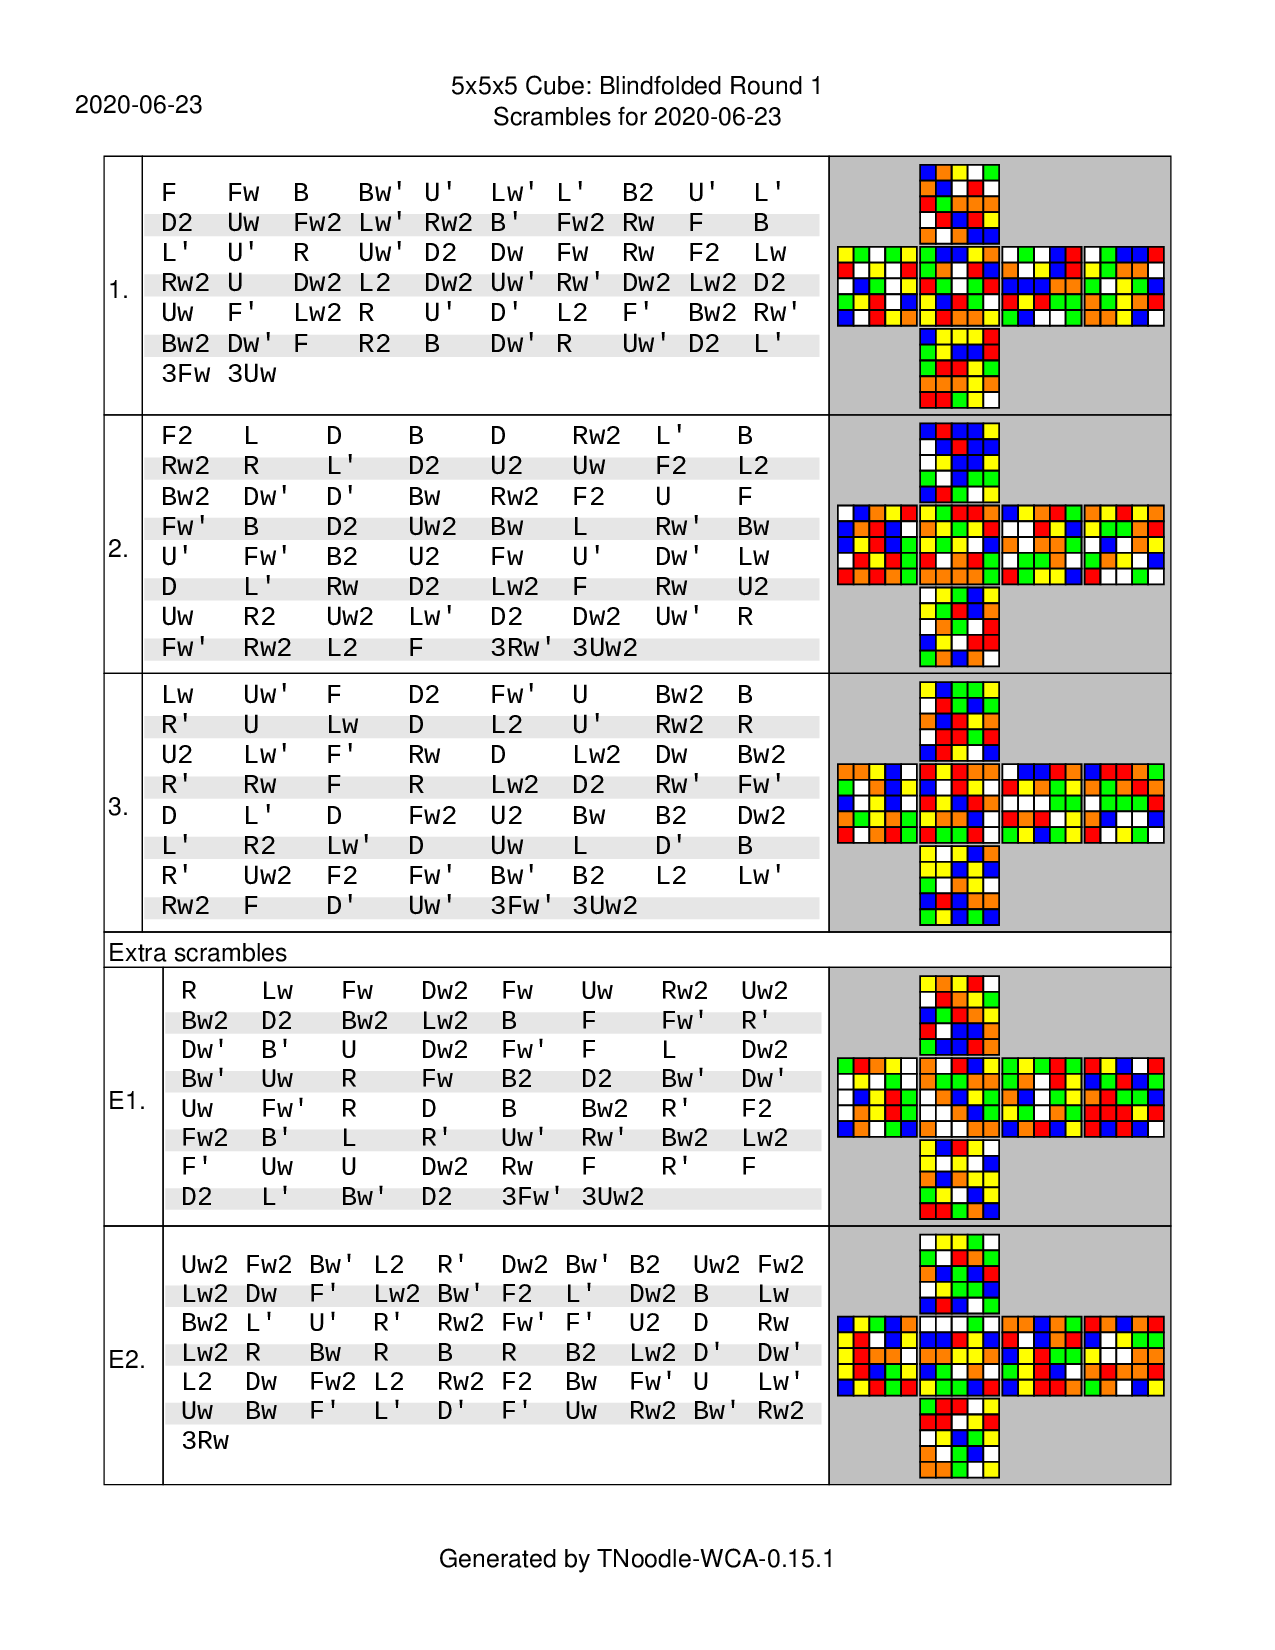 2020-06-23
5x5x5 Cube: Blindfolded Round 1
Scrambles for 2020-06-23
1.
F Fw B Bw' U' Lw' L' B2 U' L'
D2 Uw Fw2 Lw' Rw2 B' Fw2 Rw F B
L' U' R Uw' D2 Dw Fw Rw F2 Lw
Rw2 U Dw2 L2 Dw2 Uw' Rw' Dw2 Lw2 D2
Uw F' Lw2 R U' D' L2 F' Bw2 Rw'
Bw2 Dw' F R2 B Dw' R Uw' D2 L'
3Fw 3Uw
2.
F2 L D B D Rw2 L' B
Rw2 R L' D2 U2 Uw F2 L2
Bw2 Dw' D' Bw Rw2 F2 U F
Fw' B D2 Uw2 Bw L Rw' Bw
U' Fw' B2 U2 Fw U' Dw' Lw
D L' Rw D2 Lw2 F Rw U2
Uw R2 Uw2 Lw' D2 Dw2 Uw' R
Fw' Rw2 L2 F 3Rw' 3Uw2
3.
Lw Uw' F D2 Fw' U Bw2 B
R' U Lw D L2 U' Rw2 R
U2 Lw' F' Rw D Lw2 Dw Bw2
R' Rw F R Lw2 D2 Rw' Fw'
D L' D Fw2 U2 Bw B2 Dw2
L' R2 Lw' D Uw L D' B
R' Uw2 F2 Fw' Bw' B2 L2 Lw'
Rw2 F D' Uw' 3Fw' 3Uw2
Extra scrambles
E1.
R Lw Fw Dw2 Fw Uw Rw2 Uw2
Bw2 D2 Bw2 Lw2 B F Fw' R'
Dw' B' U Dw2 Fw' F L Dw2
Bw' Uw R Fw B2 D2 Bw' Dw'
Uw Fw' R D B Bw2 R' F2
Fw2 B' L R' Uw' Rw' Bw2 Lw2
F' Uw U Dw2 Rw F R' F
D2 L' Bw' D2 3Fw' 3Uw2
E2.
Uw2 Fw2 Bw' L2 R' Dw2 Bw' B2 Uw2 Fw2
Lw2 Dw F' Lw2 Bw' F2 L' Dw2 B Lw
Bw2 L' U' R' Rw2 Fw' F' U2 D Rw
Lw2 R Bw R B R B2 Lw2 D' Dw'
L2 Dw Fw2 L2 Rw2 F2 Bw Fw' U Lw'
Uw Bw F' L' D' F' Uw Rw2 Bw' Rw2
3Rw
Generated by TNoodle-WCA-0.15.1